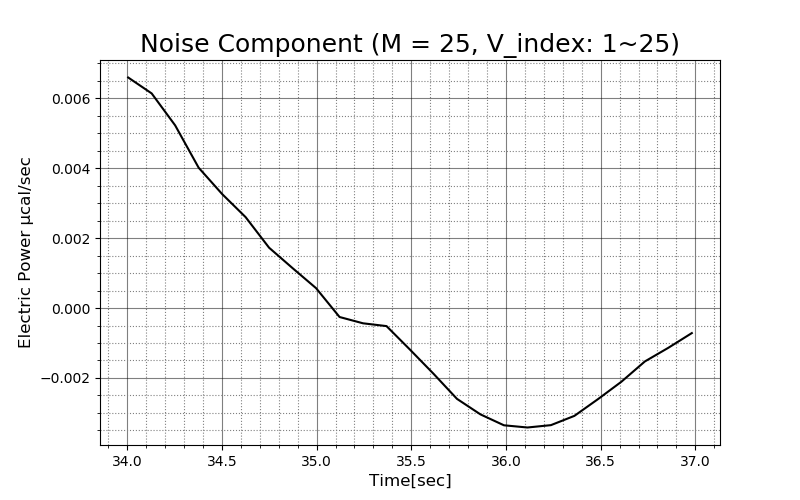 Noise Component (M = 25, V_index: 1~25)
Electric Power μcal/sec
0.006
0.004
0.002
0.000
−0.002
34.0 34.5 35.0 35.5 36.0 36.5 37.0
Time[sec]